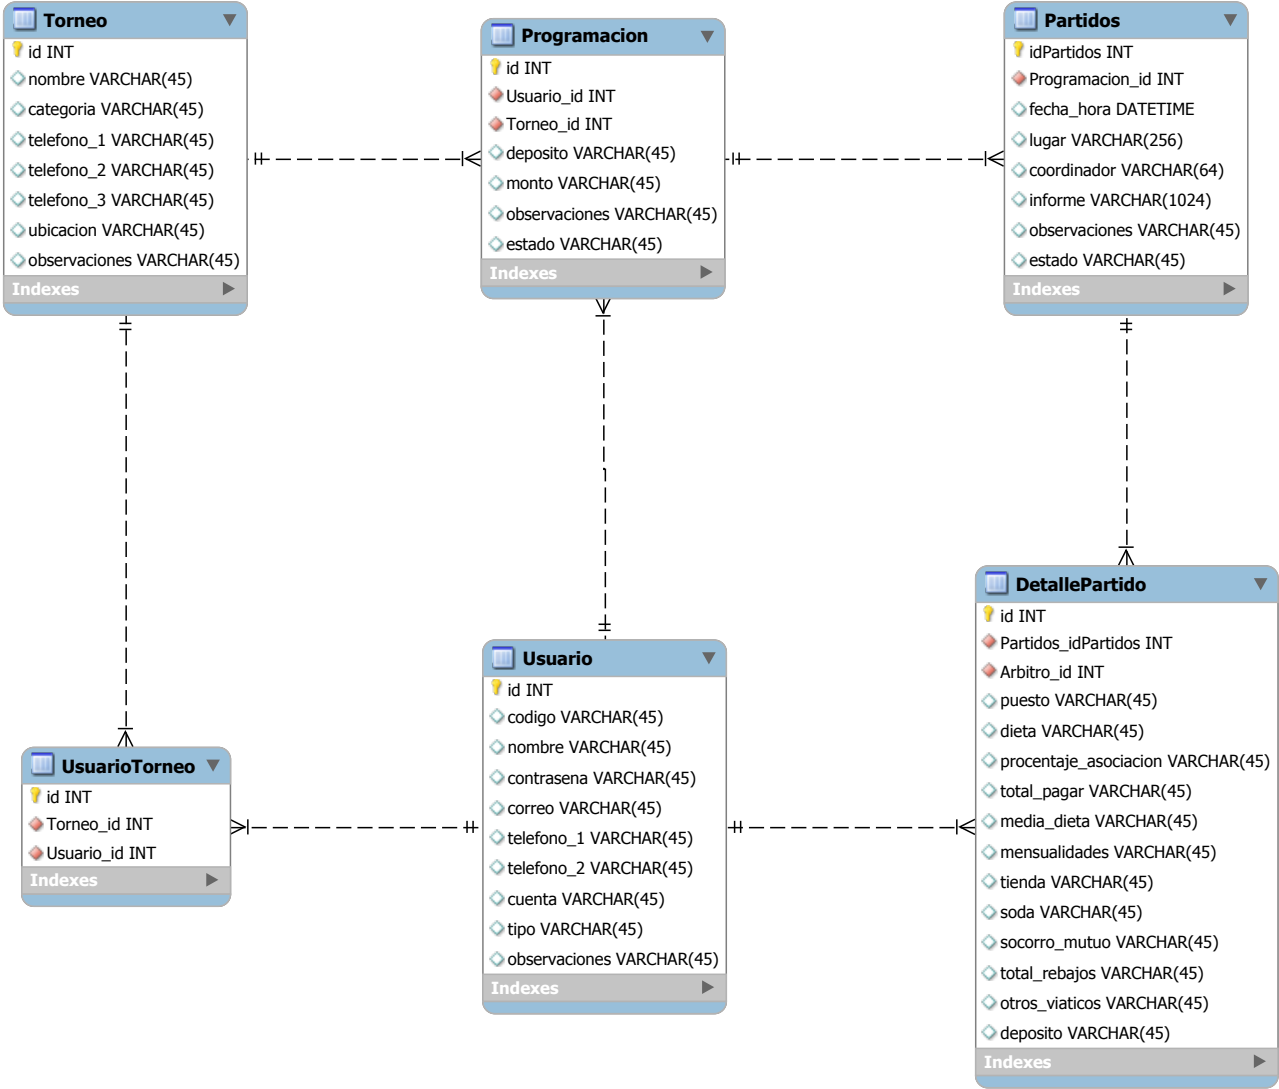 Torneo
id INT
nombre VARCHAR(45)
categoria VARCHAR(45)
telefono_1 VARCHAR(45)
telefono_2 VARCHAR(45)
telefono_3 VARCHAR(45)
ubicacion VARCHAR(45)
observaciones VARCHAR(45)
Indexes
Programacion
id INT
Usuario_id INT
Torneo_id INT
deposito VARCHAR(45)
monto VARCHAR(45)
observaciones VARCHAR(45)
estado VARCHAR(45)
Indexes
Partidos
idPartidos INT
Programacion_id INT
fecha_hora DATETIME
lugar VARCHAR(256)
coordinador VARCHAR(64)
informe VARCHAR(1024)
observaciones VARCHAR(45)
estado VARCHAR(45)
Indexes
UsuarioTorneo
id INT
Torneo_id INT
Usuario_id INT
Indexes
Usuario
id INT
codigo VARCHAR(45)
nombre VARCHAR(45)
contrasena VARCHAR(45)
correo VARCHAR(45)
telefono_1 VARCHAR(45)
telefono_2 VARCHAR(45)
cuenta VARCHAR(45)
tipo VARCHAR(45)
observaciones VARCHAR(45)
Indexes
DetallePartido
id INT
Partidos_idPartidos INT
Arbitro_id INT
puesto VARCHAR(45)
dieta VARCHAR(45)
procentaje_asociacion VARCHAR(45)
total_pagar VARCHAR(45)
media_dieta VARCHAR(45)
mensualidades VARCHAR(45)
tienda VARCHAR(45)
soda VARCHAR(45)
socorro_mutuo VARCHAR(45)
total_rebajos VARCHAR(45)
otros_viaticos VARCHAR(45)
deposito VARCHAR(45)
Indexes